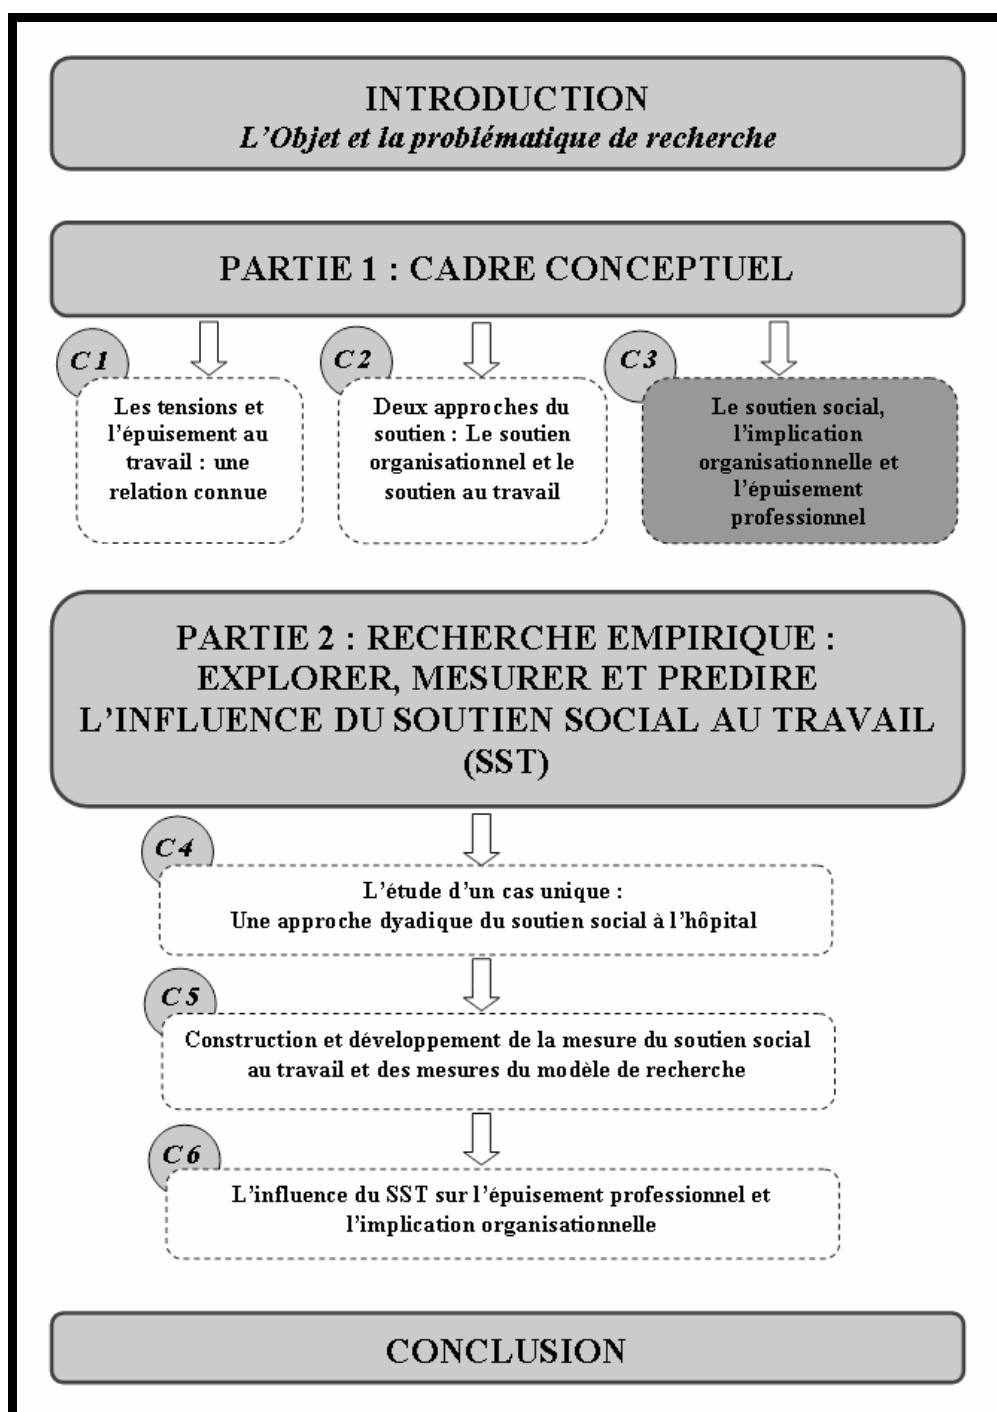 INTRODUCTION
L’Objet et la problématique de recherche
PARTIE 1 : CADRE CONCEPTUEL
C1
Les tensions et
l’épuisement au
travail : une
relation connue
C2
Deux approches du
soutien : Le soutien
organisationnel et le
soutien au travail
C3
Le soutien social,
l’implication
organisationnelle et
l’épuisement
professionnel
PARTIE 2 : RECHERCHE EMPIRIQUE :
EXPLORER, MESURER ET PREDIRE
L’INFLUENCE DU SOUTIEN SOCIAL AU TRAVAIL
(SST)
C4
L’étude d’un cas unique :
Une approche dyadique du soutien social à l’hôpital
C5
Construction et développement de la mesure du soutien social
au travail et des mesures du modèle de recherche
C6
L’influence du SST sur l’épuisement professionnel et
l’implication organisationnelle
CONCLUSION